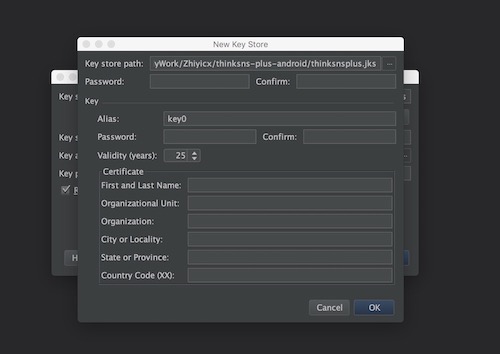 New Key Store
Key store path: yWork/Zhiyicx/thinksns-plus-android/thinksnsplus.jks ...
Password: Confirm:
Key
Alias: key0
Password: Confirm:
Validity (years): 25
Certificate
First and Last Name:
Organizational Unit:
Organization:
City or Locality:
State or Province:
Country Code (XX):
Cancel OK
Key s
Key s
Key a
Key p
R
H